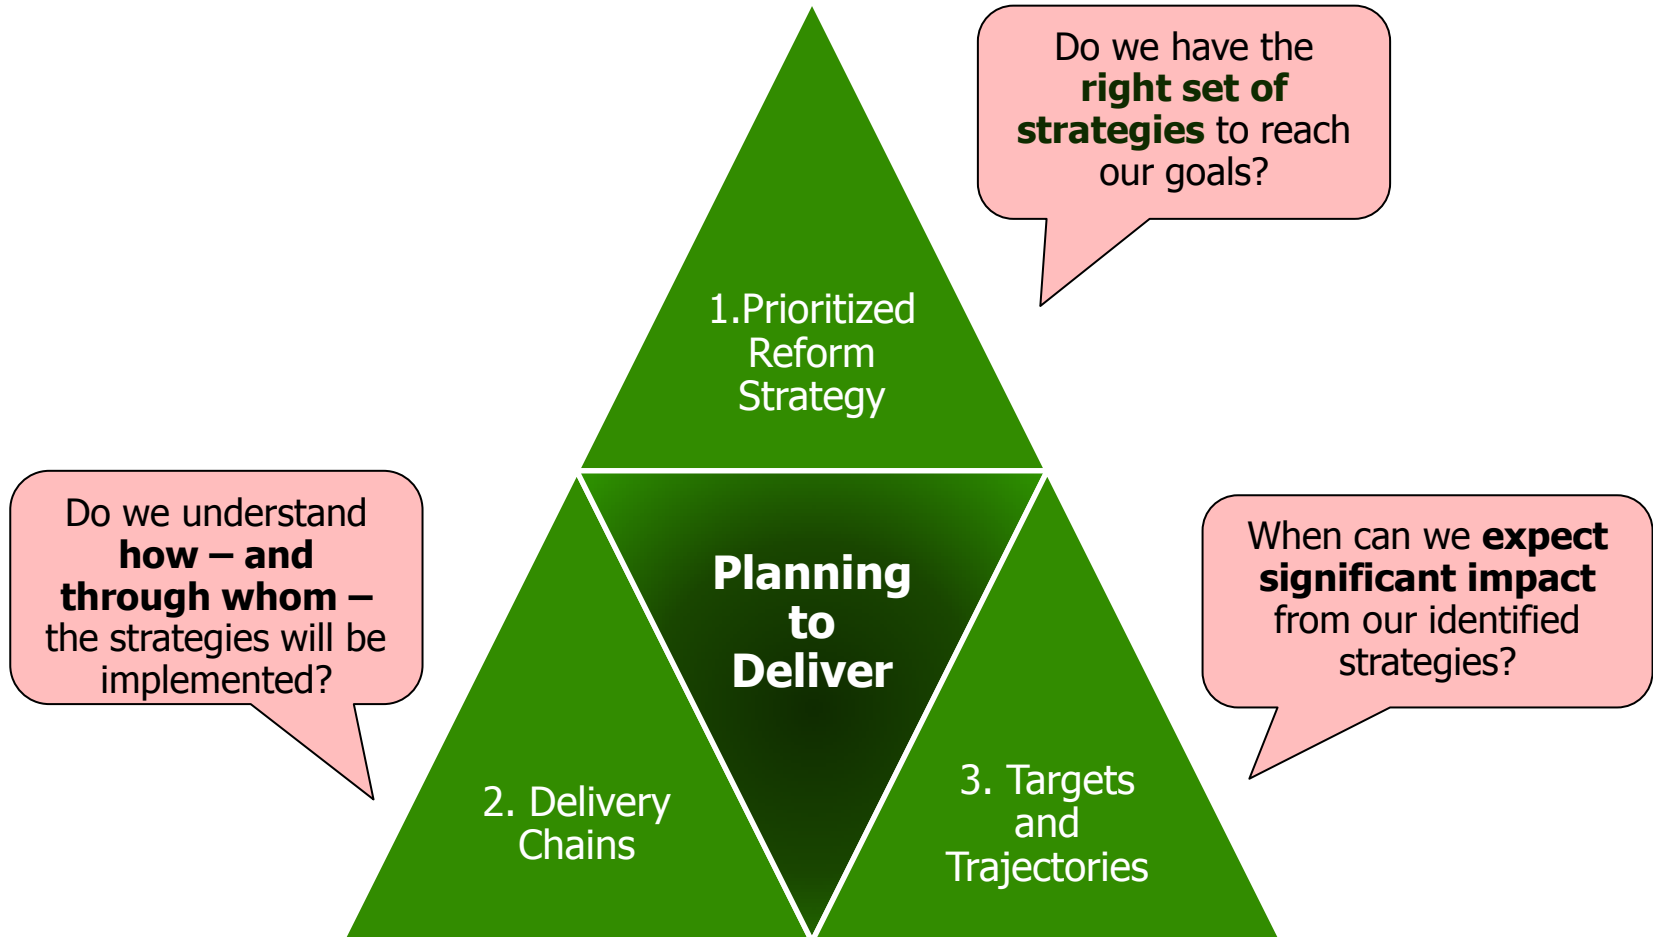 Do we have the
right set of
strategies to reach
our goals?
1.Prioritized
Reform
Strategy
Do we understand
how – and
through whom –
the strategies will be
implemented?
Planning
to
Deliver
When can we expect
significant impact
from our identified
strategies?
2. Delivery
Chains
3. Targets
and
Trajectories